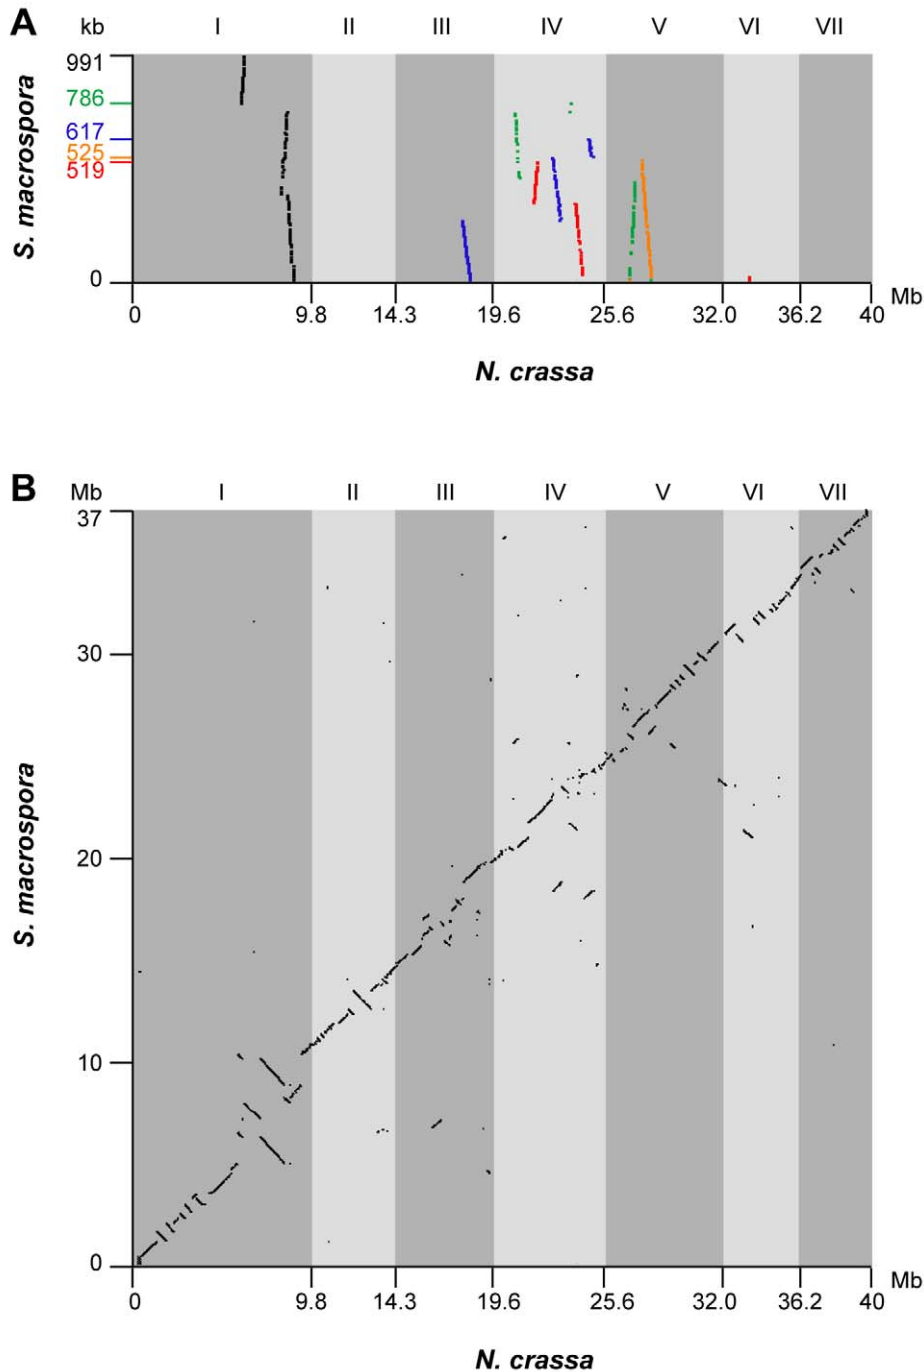 A kb I II III IV V VI VII
991
786
617
525
519
0
S. macrospora
0 9.8 14.3 19.6 25.6 32.0 36.2 40 Mb
N. crassa
B Mb I II III IV V VI VII
37
30
20
10
0
S. macrospora
0 9.8 14.3 19.6 25.6 32.0 36.2 40 Mb
N. crassa